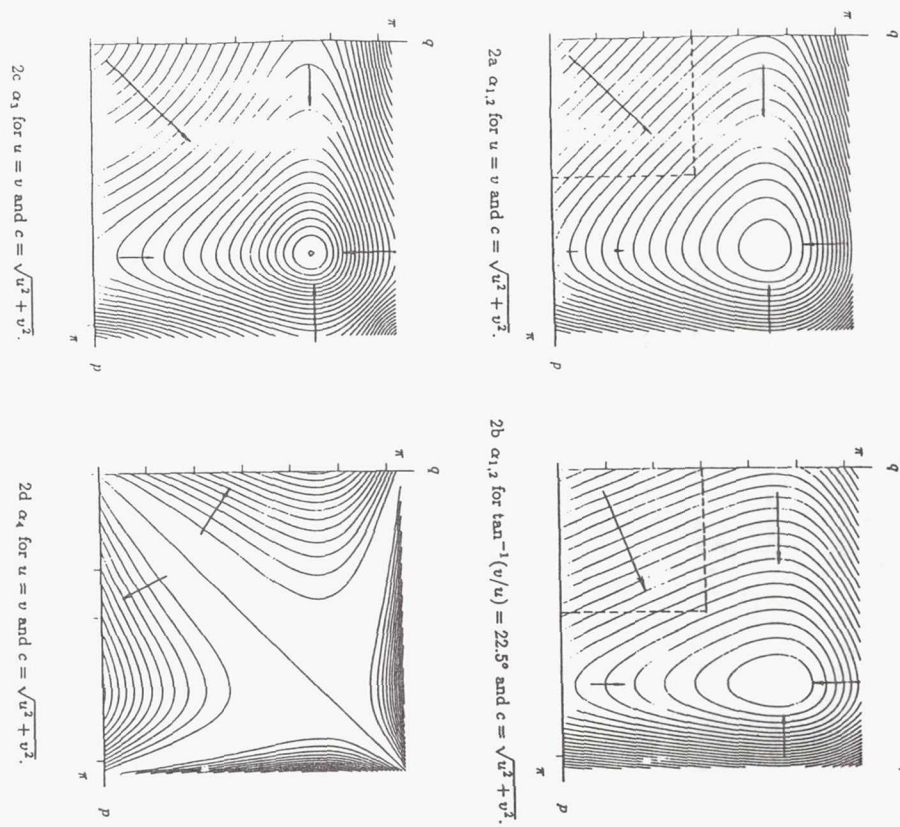 q
π
π
p
2a α₁,₂ for u = v and c = √u² + v².
q
π
π
p
2b α₁,₂ for tan⁻¹(v/u) = 22.5° and c = √u² + v².
q
π
π
p
2c α₃ for u = v and c = √u² + v².
q
π
π
p
2d α₄ for u = v and c = √u² + v².